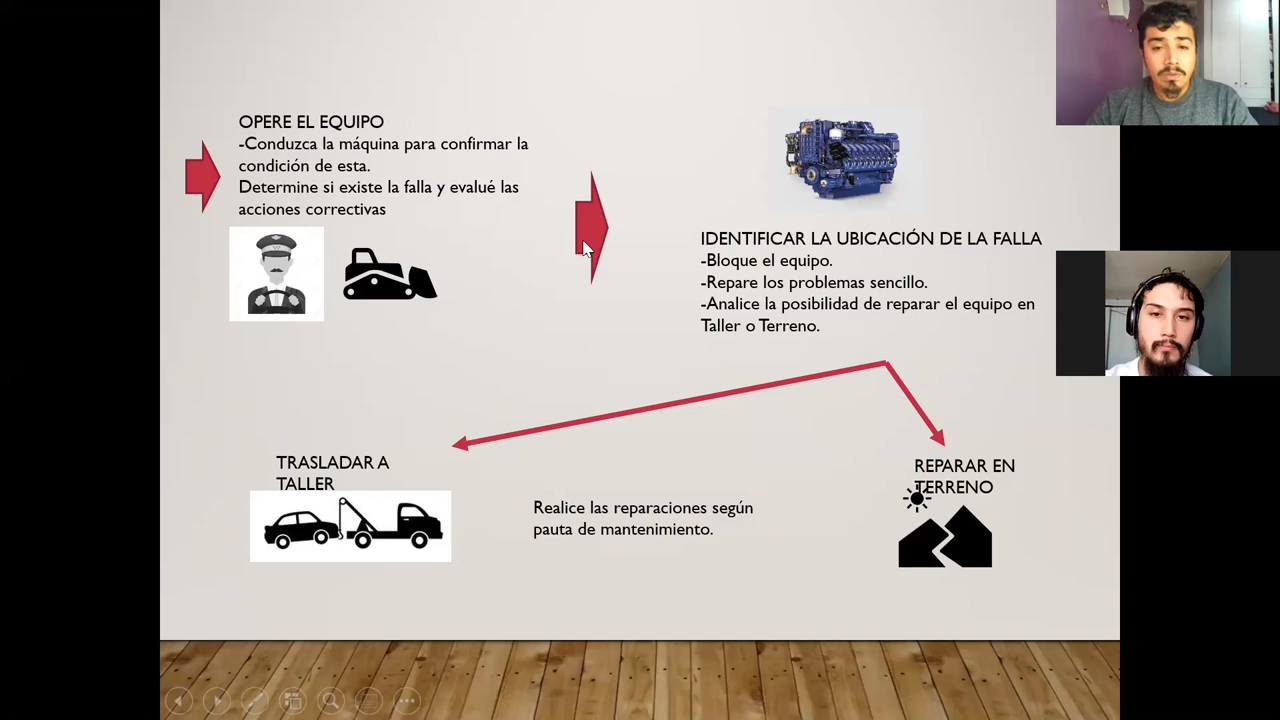 OPERE EL EQUIPO
-Conduzca la máquina para confirmar la
condición de esta.
Determine si existe la falla y evalué las
acciones correctivas
IDENTIFICAR LA UBICACIÓN DE LA FALLA
-Bloque el equipo.
-Repare los problemas sencillo.
-Analice la posibilidad de reparar el equipo en
Taller o Terreno.
TRASLADAR A
TALLER
Realice las reparaciones según
pauta de mantenimiento.
REPARAR EN
TERRENO